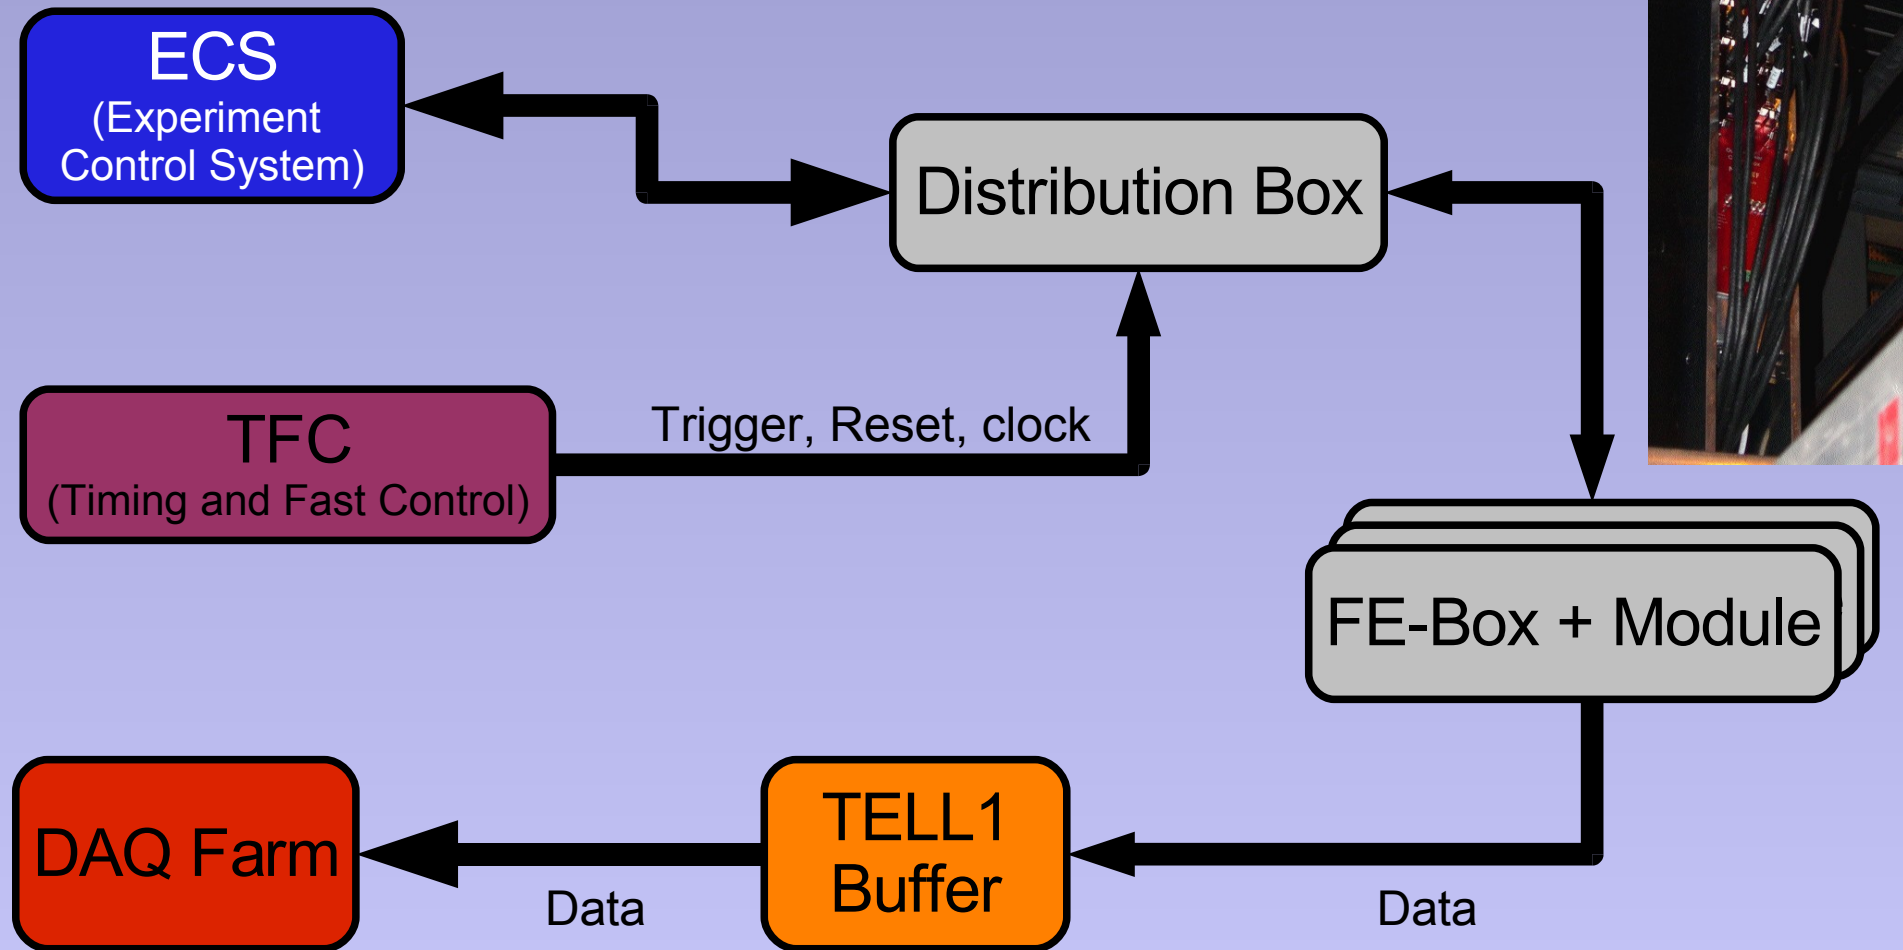 ECS
(Experiment
Control System)
Distribution Box
TFC
(Timing and Fast Control)
Trigger, Reset, clock
FE-Box + Module
DAQ Farm
TELL1
Buffer
Data
Data